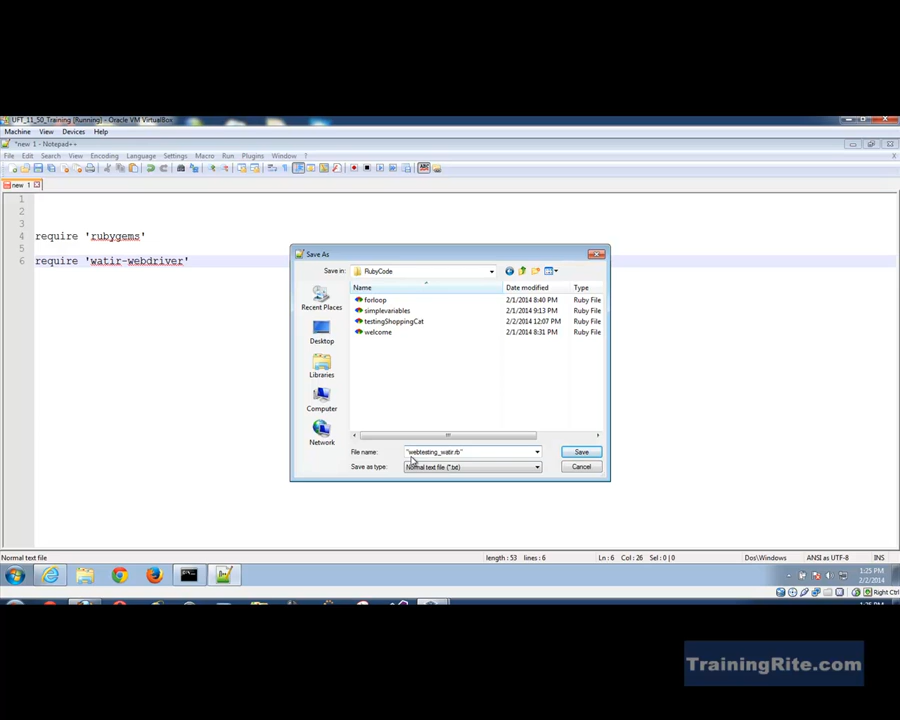 UFT_11_50_Training [Running] - Oracle VM VirtualBox
Machine View Devices Help
*new 1 - Notepad++
File Edit Search View Encoding Language Settings Macro Run Plugins Window ? X
new 1
1
2
3
4 require 'rubygems'
5
6 require 'watir-webdriver'
Save As
Save in: RubyCode
Name Date modified Type
forloop 2/1/2014 8:40 PM Ruby File
simplevariables 2/1/2014 9:13 PM Ruby File
testingShoppingCat 2/2/2014 12:07 PM Ruby File
welcome 2/1/2014 8:31 PM Ruby File
Recent Places
Desktop
Libraries
Computer
Network
File name: "webtesting_watir.rb" Save
Save as type: Normal text file (*.txt) Cancel
Normal text file length : 53 lines : 6 Ln : 6 Col : 26 Sel : 0 | 0 Dos\Windows ANSI as UTF-8 INS
1:25 PM
2/2/2014
Right Ctrl
TrainingRite.com